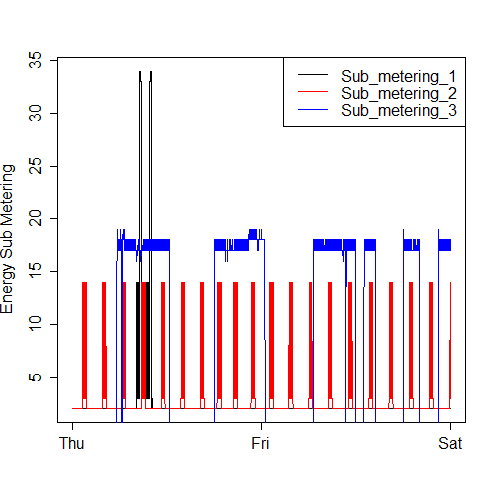 Sub_metering_1
Sub_metering_2
Sub_metering_3
Energy Sub Metering
35
30
25
20
15
10
5
Thu Fri Sat